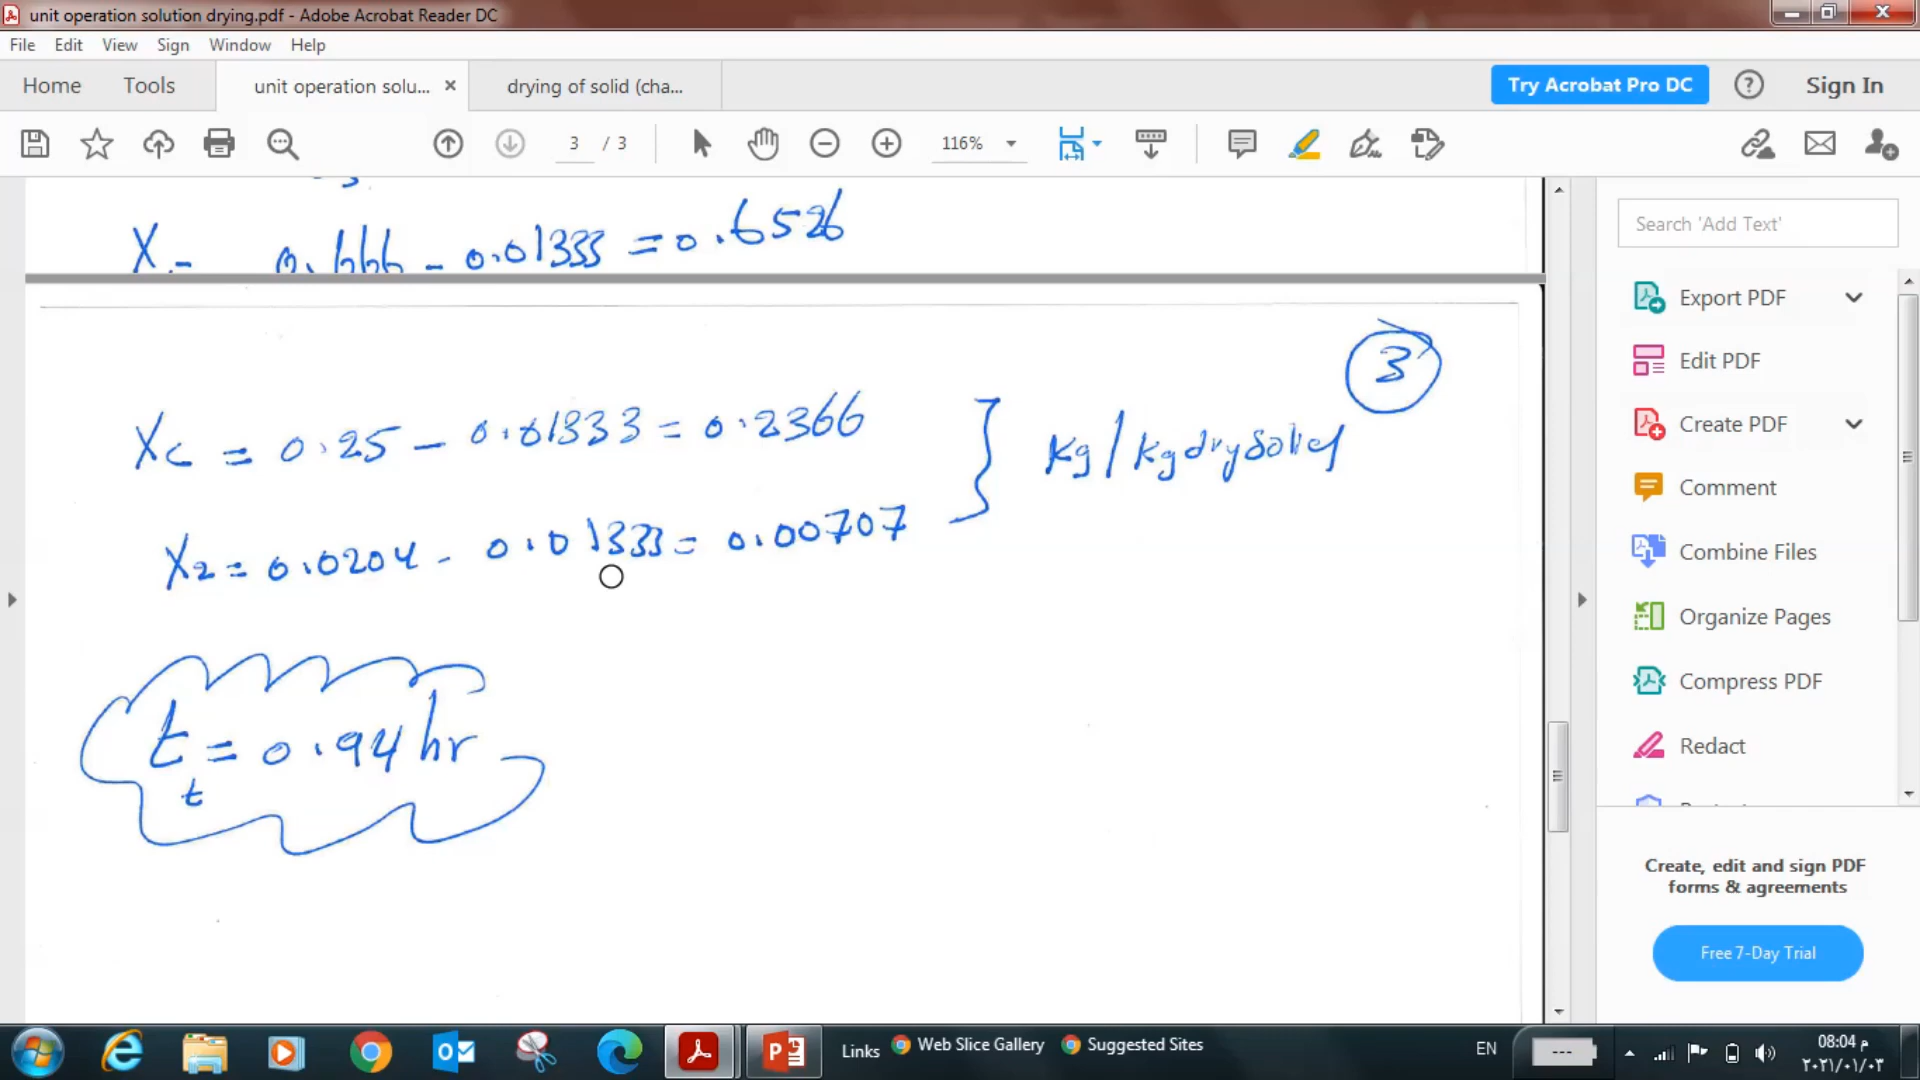 unit operation solution drying.pdf - Adobe Acrobat Reader DC
File Edit View Sign Window Help
Home Tools unit operation solu... × drying of solid (cha...
Try Acrobat Pro DC Sign In
3 / 3 116%
X = 0.666 - 0.01333 = 0.6526
3
Xc = 0.25 - 0.01333 = 0.2366
kg/kg dry solid
X2 = 0.0204 - 0.01333 = 0.00707
tt = 0.94 hr
Search 'Add Text'
Export PDF
Edit PDF
Create PDF
Comment
Combine Files
Organize Pages
Compress PDF
Redact
Create, edit and sign PDF
forms & agreements
Free 7-Day Trial
Links Web Slice Gallery Suggested Sites
EN
08:04 م
٢٠٢١/٠١/٠٣